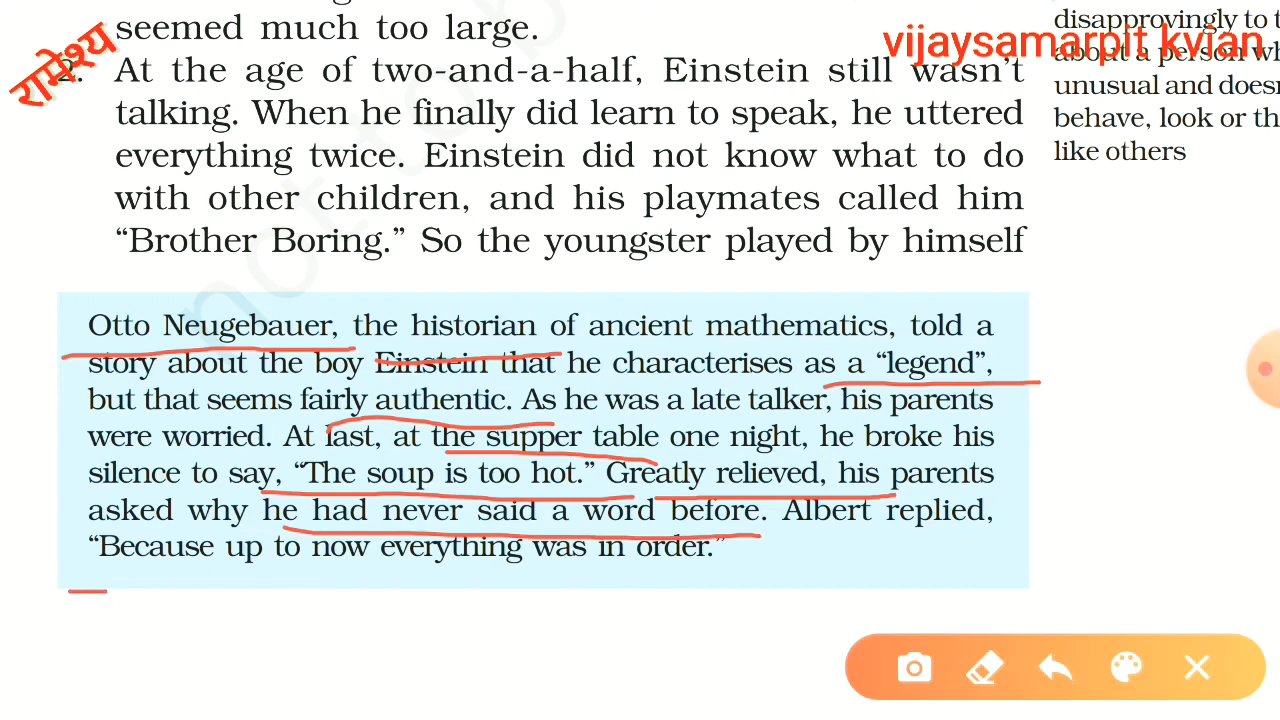 seemed much too large.
रामेश्य
vijaysamarpit kvian
2. At the age of two-and-a-half, Einstein still wasn't
talking. When he finally did learn to speak, he uttered
everything twice. Einstein did not know what to do
with other children, and his playmates called him
“Brother Boring.” So the youngster played by himself
disapprovingly to
about a person
unusual and
behave, look or
like others
Otto Neugebauer, the historian of ancient mathematics, told a
story about the boy Einstein that he characterises as a “legend”,
but that seems fairly authentic. As he was a late talker, his parents
were worried. At last, at the supper table one night, he broke his
silence to say, “The soup is too hot.” Greatly relieved, his parents
asked why he had never said a word before. Albert replied,
“Because up to now everything was in order.”
not to b